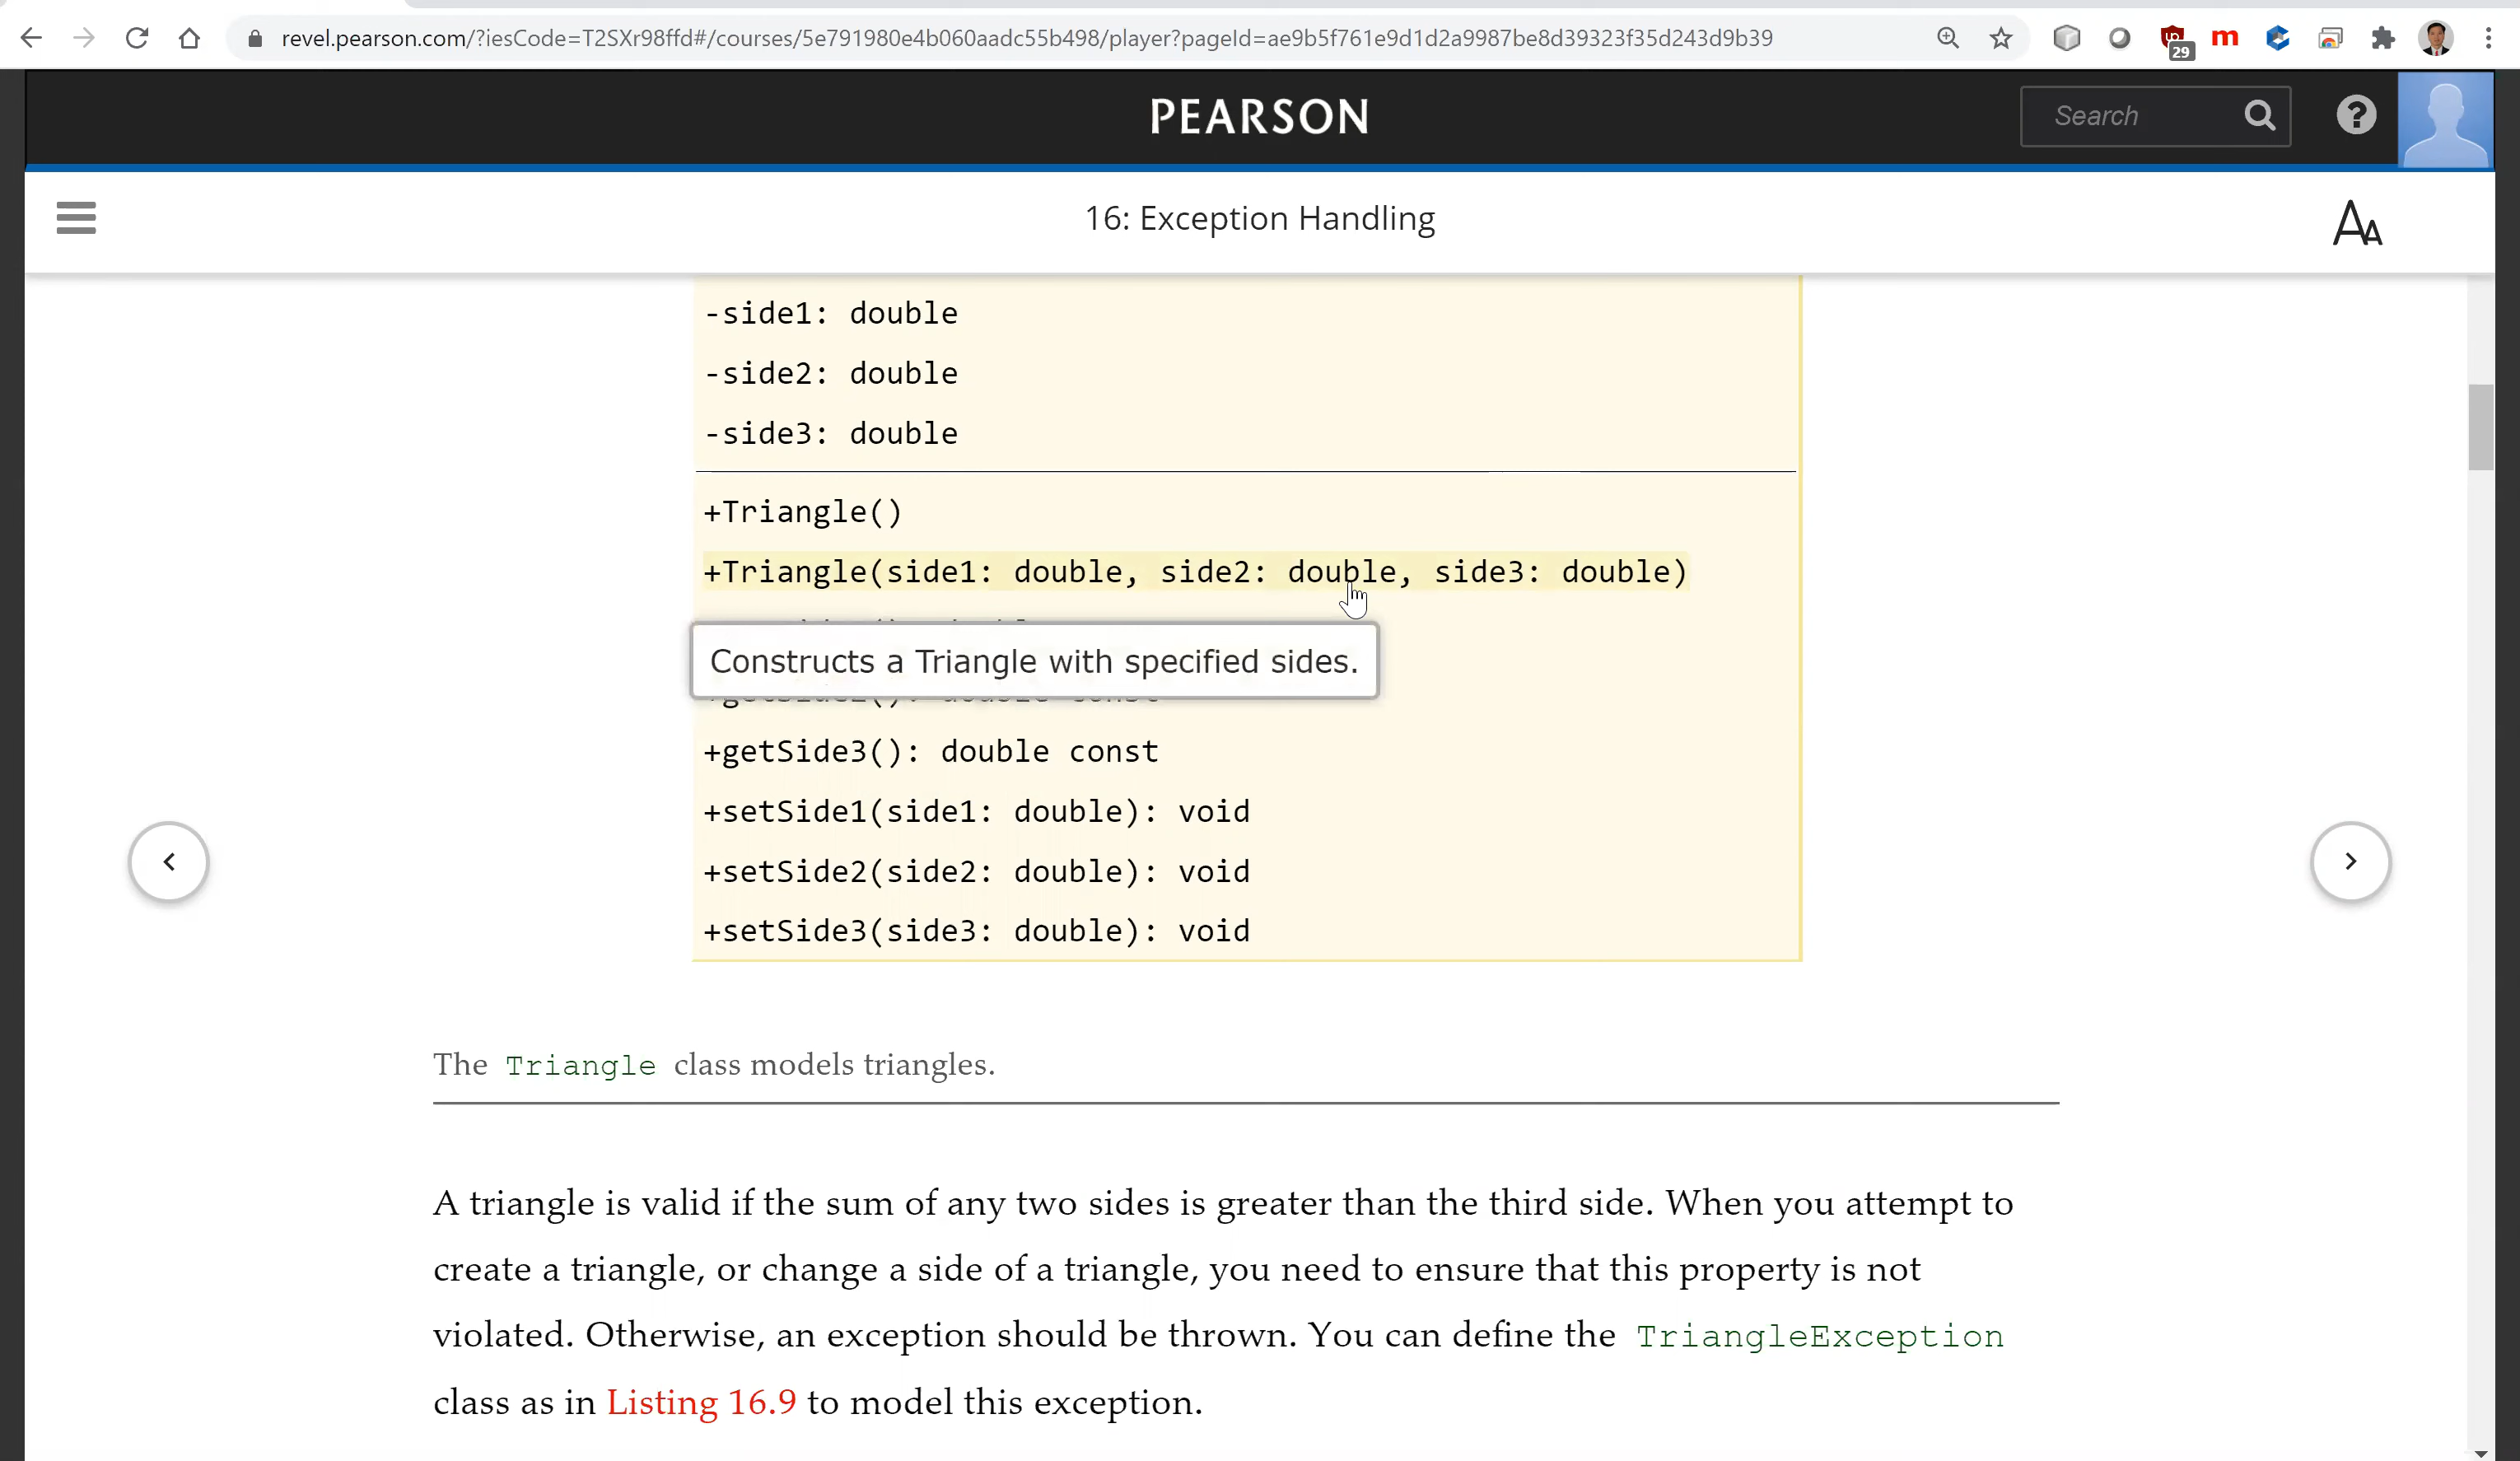 revel.pearson.com/?iesCode=T2SXr98ffd#/courses/5e791980e4b060aadc55b498/player?pageId=ae9b5f761e9d1d2a9987be8d39323f35d243d9b39
29
m
PEARSON
Search
?
16: Exception Handling
AA
-side1: double
-side2: double
-side3: double
+Triangle()
+Triangle(side1: double, side2: double, side3: double)
Constructs a Triangle with specified sides.
+getSide3(): double const
+setSide1(side1: double): void
+setSide2(side2: double): void
+setSide3(side3: double): void
The Triangle class models triangles.
A triangle is valid if the sum of any two sides is greater than the third side. When you attempt to
create a triangle, or change a side of a triangle, you need to ensure that this property is not
violated. Otherwise, an exception should be thrown. You can define the TriangleException
class as in Listing 16.9 to model this exception.